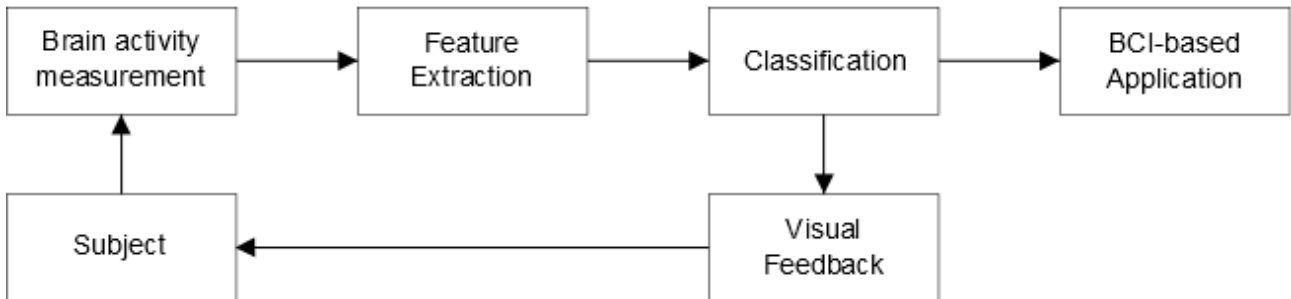 Brain activity
measurement
Feature
Extraction
Classification
BCI-based
Application
Subject
Visual
Feedback